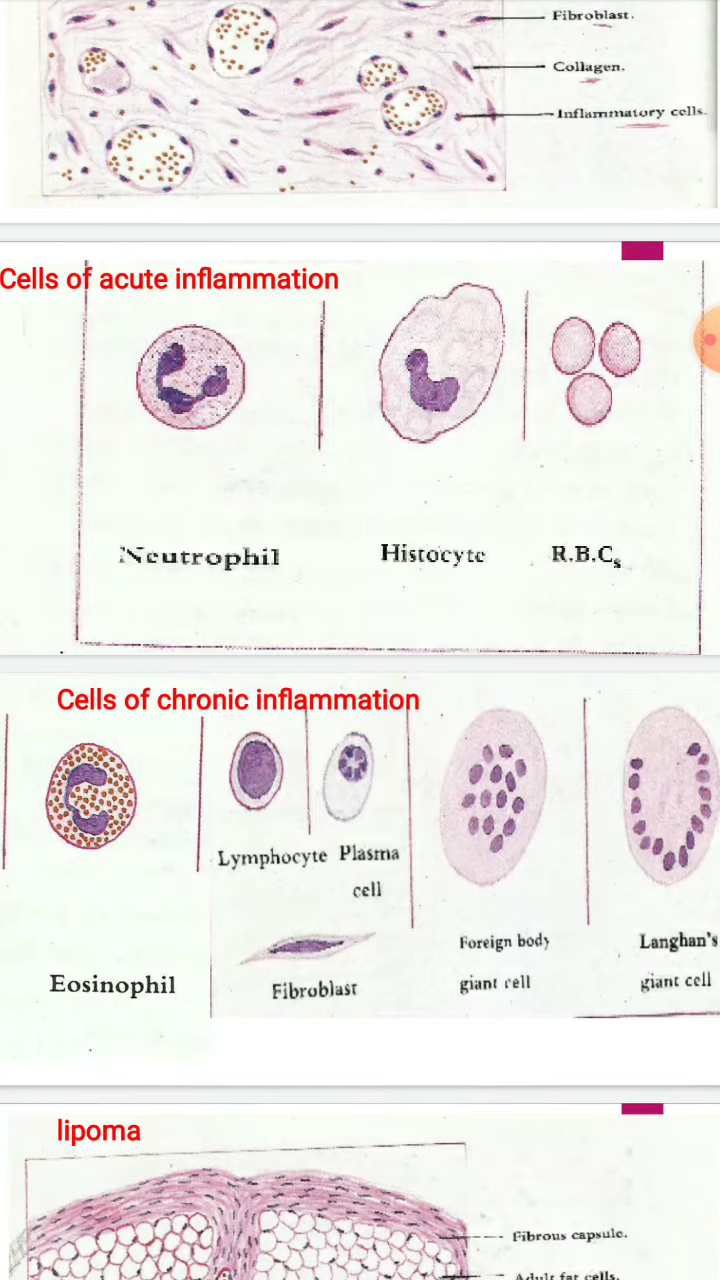 Fibroblast.
Collagen.
Inflammatory cells.
Cells of acute inflammation
Neutrophil
Histocyte
R.B.Cs
Cells of chronic inflammation
Lymphocyte
Plasma
cell
Eosinophil
Fibroblast
Foreign body
giant cell
Langhan's
giant cell
lipoma
Fibrous capsule.
Adult fat cells.